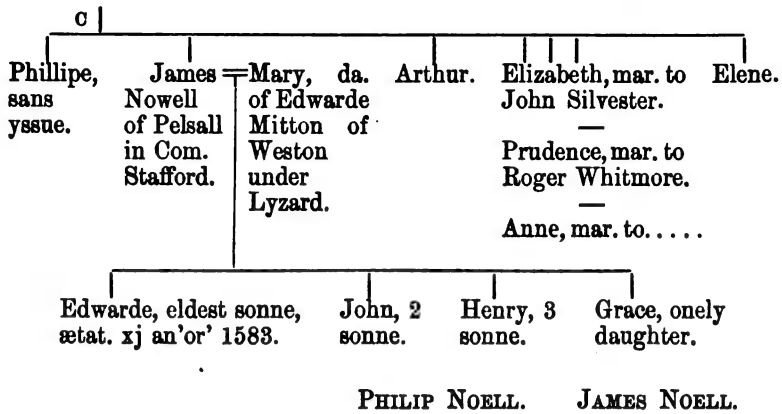 C
Phillipe,
sans
yssue.
James
Nowell
of Pelsall
in Com.
Stafford.
Mary, da.
of Edwarde
Mitton of
Weston
under
Lyzard.
Arthur.
Elizabeth, mar. to
John Silvester.
—
Prudence, mar. to
Roger Whitmore.
—
Anne, mar. to.....
Elene.
Edwarde, eldest sonne,
ætat. xj an'or' 1583.
John, 2
sonne.
Henry, 3
sonne.
Grace, onely
daughter.
PHILIP NOELL. JAMES NOELL.